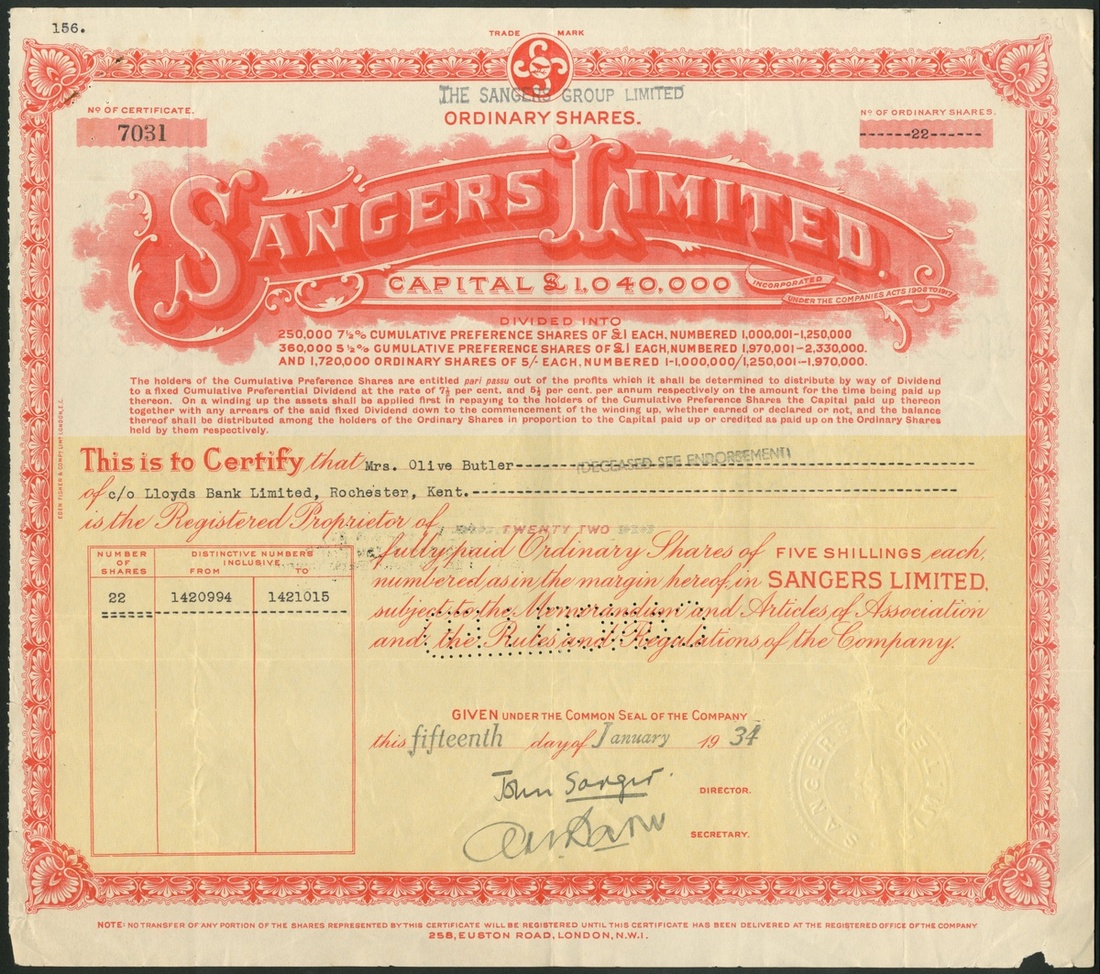 156.
TRADE MARK
THE SANGERS GROUP LIMITED
ORDINARY SHARES.
No OF CERTIFICATE.
7031
No OF ORDINARY SHARES.
------22------
SANGERS LIMITED.
CAPITAL £1,040,000
INCORPORATED
UNDER THE COMPANIES ACTS 1908 TO 1917
DIVIDED INTO
250,000 7½% CUMULATIVE PREFERENCE SHARES OF £1 EACH, NUMBERED 1,000,001-1,250,000
360,000 5½% CUMULATIVE PREFERENCE SHARES OF £1 EACH, NUMBERED 1,970,001-2,330,000.
AND 1,720,000 ORDINARY SHARES OF 5/- EACH, NUMBERED 1-1,000,000/1,250,001-1,970,000.
The holders of the Cumulative Preference Shares are entitled pari passu out of the profits which it shall be determined to distribute by way of Dividend
to a fixed Cumulative Preferential Dividend at the rate of 7½ per cent. and 5½ per cent. per annum respectively on the amount for the time being paid up
thereon. On a winding up the assets shall be applied first in repaying to the holders of the Cumulative Preference Shares the Capital paid up thereon
together with any arrears of the said fixed Dividend down to the commencement of the winding up, whether earned or declared or not, and the balance
thereof shall be distributed among the holders of the Ordinary Shares in proportion to the Capital paid up or credited as paid up on the Ordinary Shares
held by them respectively.
EDEN FISHER & COMPY LIMD LONDON, E.C.
This is to Certify that Mrs. Olive Butler
(DECEASED SEE ENDORSEMENT)
of c/o Lloyds Bank Limited, Rochester, Kent.
is the Registered Proprietor of TWENTY TWO
fully paid Ordinary Shares of FIVE SHILLINGS each,
numbered as in the margin hereof, in SANGERS LIMITED,
subject to the Memorandum and Articles of Association
and the Rules and Regulations of the Company.
NUMBER OF SHARES
DISTINCTIVE NUMBERS INCLUSIVE.
FROM TO
22 1420994 1421015
GIVEN UNDER THE COMMON SEAL OF THE COMPANY
this fifteenth day of January 1934
John Sanger DIRECTOR.
SECRETARY.
SANGERS LIMITED
NOTE: NO TRANSFER OF ANY PORTION OF THE SHARES REPRESENTED BY THIS CERTIFICATE WILL BE REGISTERED UNTIL THIS CERTIFICATE HAS BEEN DELIVERED AT THE REGISTERED OFFICE OF THE COMPANY
258, EUSTON ROAD, LONDON, N.W.1.